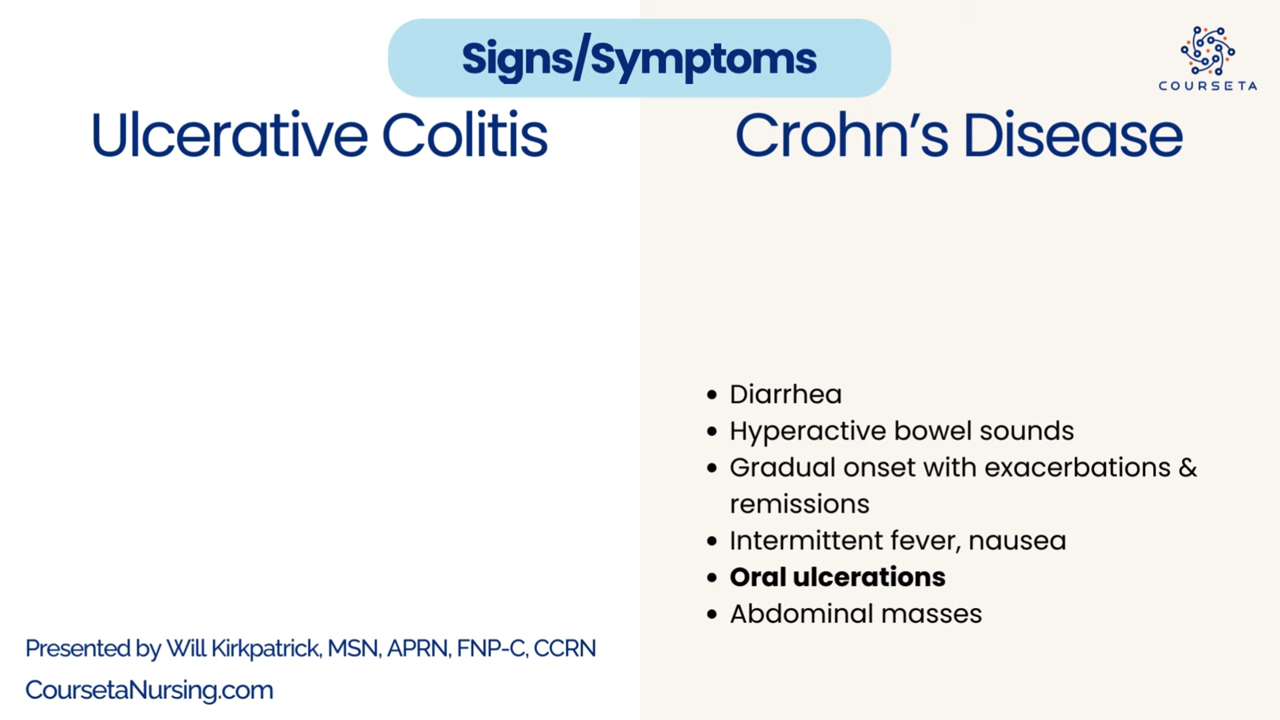 Signs/Symptoms
COURSETA
Ulcerative Colitis
Crohn’s Disease
• Diarrhea
• Hyperactive bowel sounds
• Gradual onset with exacerbations &
remissions
• Intermittent fever, nausea
• Oral ulcerations
• Abdominal masses
Presented by Will Kirkpatrick, MSN, APRN, FNP-C, CCRN
CoursetaNursing.com